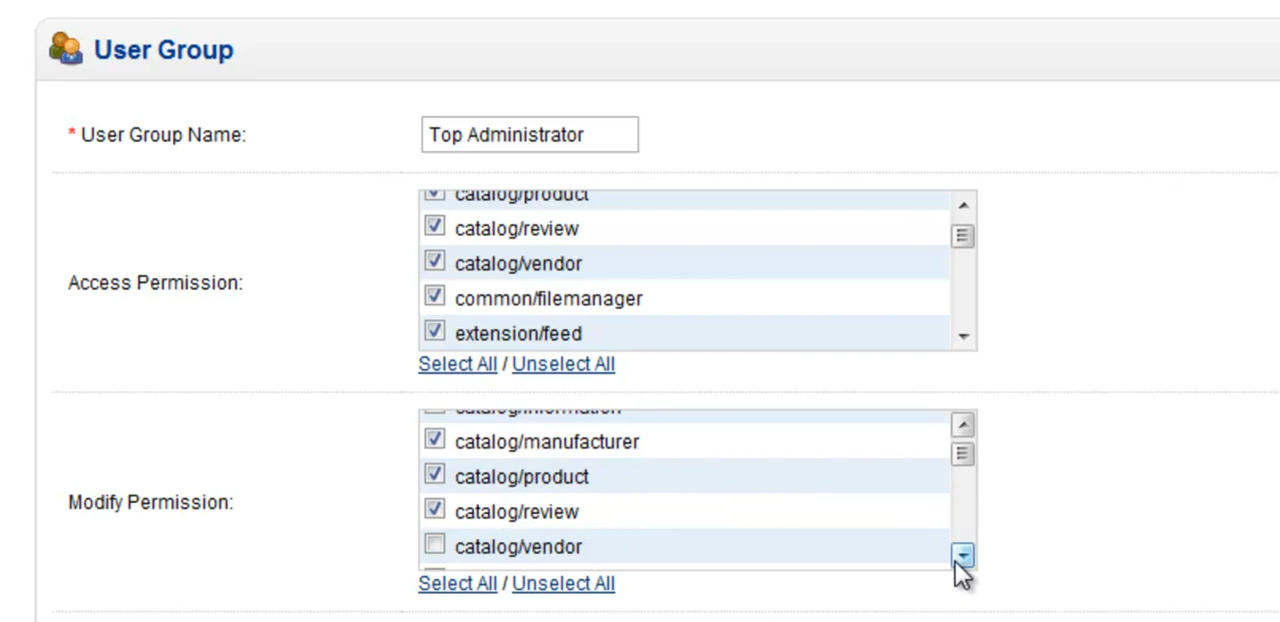 User Group
* User Group Name:
Top Administrator
Access Permission:
catalog/product
catalog/review
catalog/vendor
common/filemanager
extension/feed
Select All / Unselect All
Modify Permission:
catalog/information
catalog/manufacturer
catalog/product
catalog/review
catalog/vendor
Select All / Unselect All